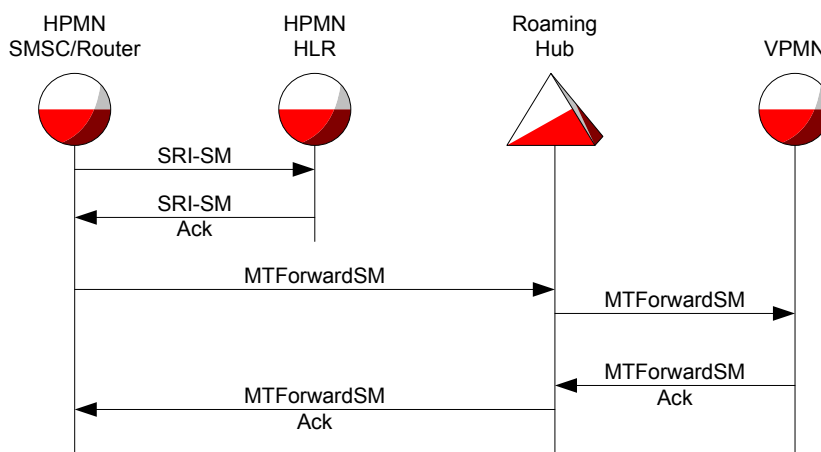 HPMN
SMSC/Router
HPMN
HLR
Roaming
Hub
VPMN
SRI-SM
SRI-SM
Ack
MTForwardSM
MTForwardSM
MTForwardSM
Ack
MTForwardSM
Ack